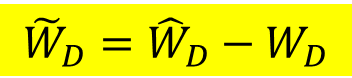 W̃_D = Ŵ_D − W_D